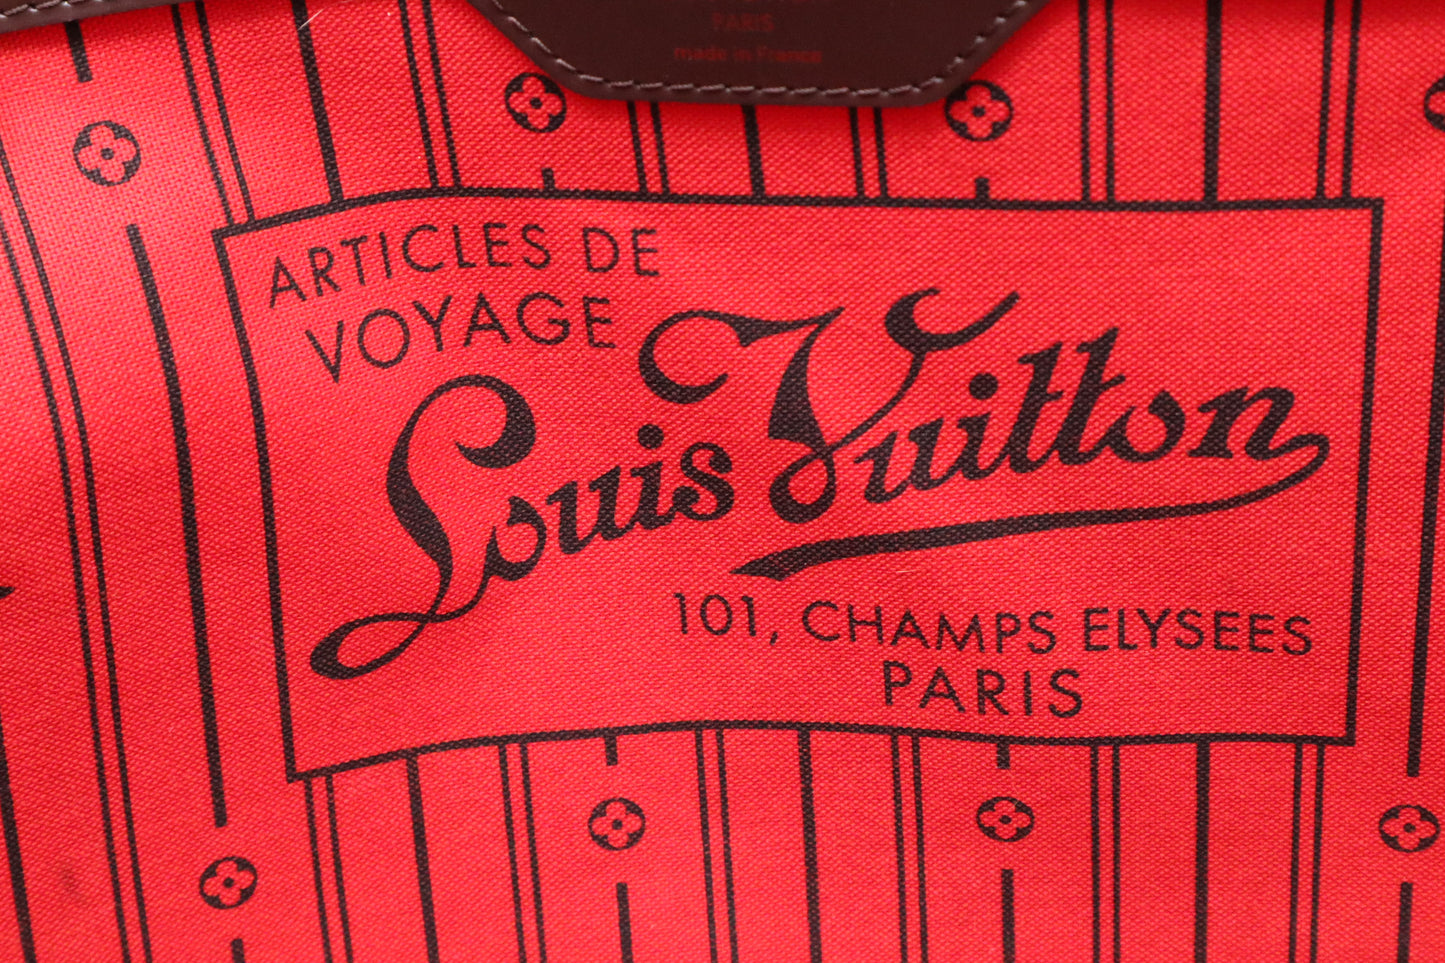 PARIS
made in France
ARTICLES DE
VOYAGE
Louis Vuitton
101, CHAMPS ELYSEES
PARIS